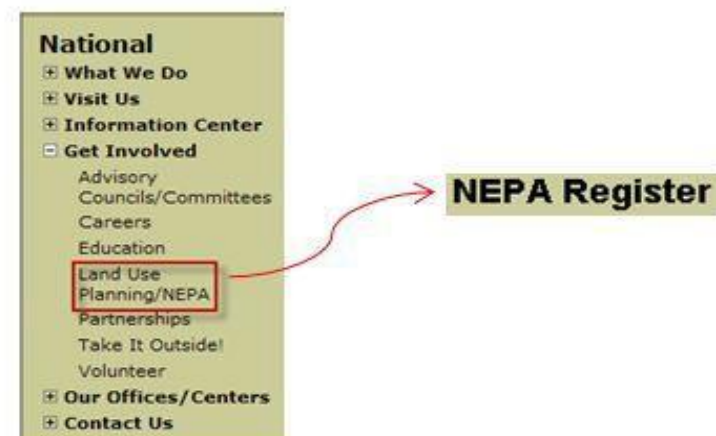 National
What We Do
Visit Us
Information Center
Get Involved
Advisory
Councils/Committees
Careers
Education
Land Use
Planning/NEPA
Partnerships
Take It Outside!
Volunteer
Our Offices/Centers
Contact Us
NEPA Register